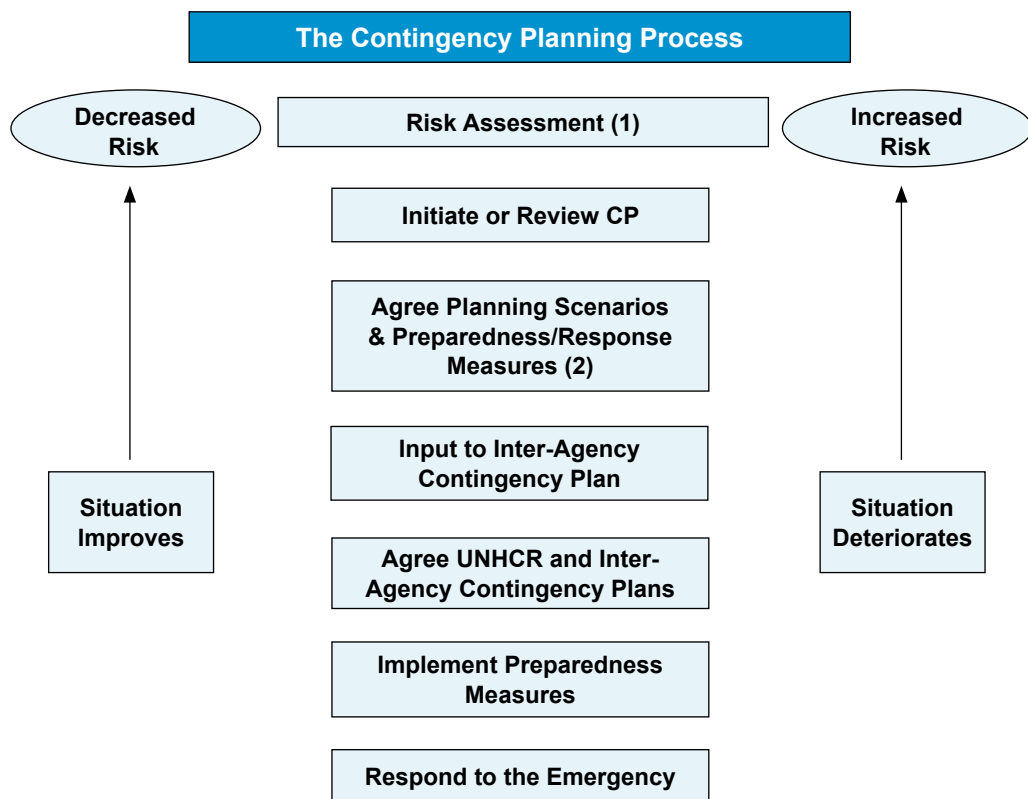 The Contingency Planning Process
Decreased
Risk
Risk Assessment (1)
Increased
Risk
Initiate or Review CP
Agree Planning Scenarios
& Preparedness/Response
Measures (2)
Input to Inter-Agency
Contingency Plan
Situation
Improves
Situation
Deteriorates
Agree UNHCR and Inter-
Agency Contingency Plans
Implement Preparedness
Measures
Respond to the Emergency